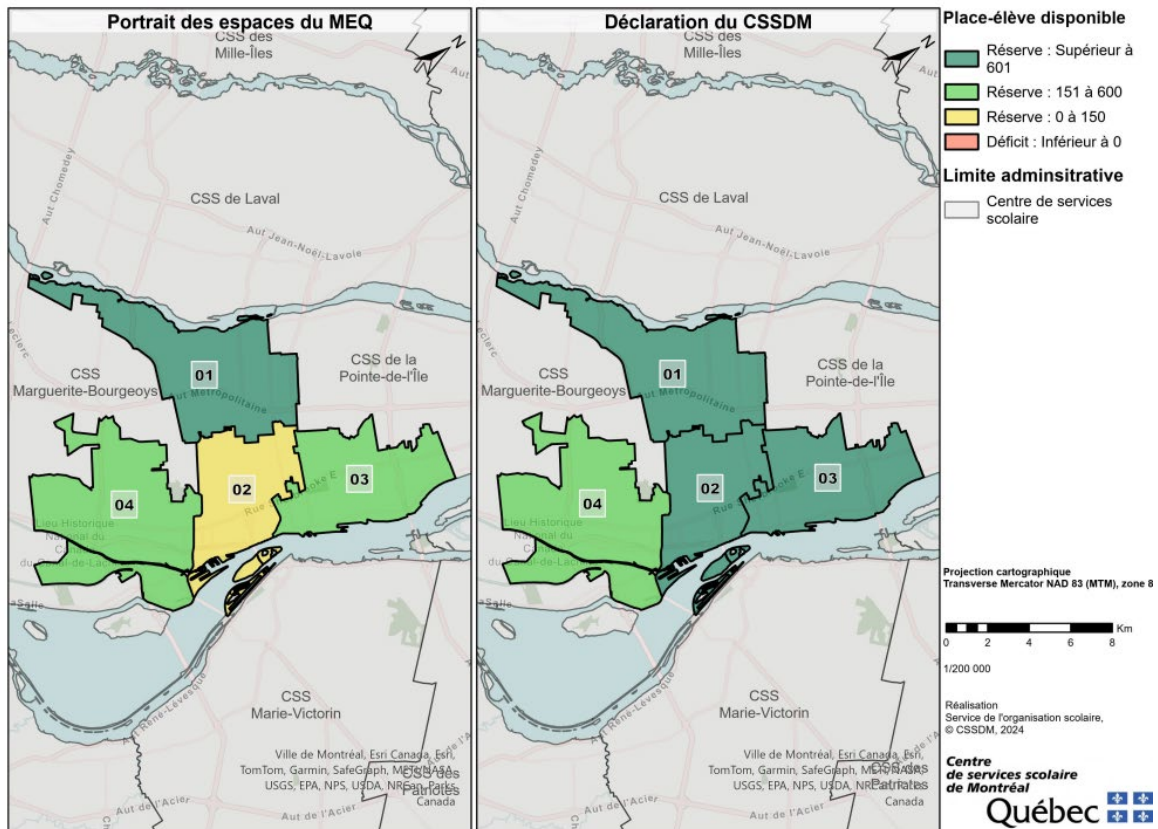 Portrait des espaces du MEQ
CSS des
Mille-Îles
N
Aut Chomedey
CSS de Laval
Aut Jean-Noël-Lavoie
CSS
Marguerite-Bourgeoys
CSS de la
Pointe-de-l'Île
01
Aut Métropolitaine
02
03
04
Lieu Historique
National du
CSS
Marie-Victorin
Aut René-Lévesque
Ville de Montréal, Esri Canada, Esri,
TomTom, Garmin, SafeGraph, METI/NASA,
USGS, EPA, NPS, USDA, NRCan, Parks
Canada
CSS des
Patriotes
Aut de l'Acier
Déclaration du CSSDM
CSS des
Mille-Îles
N
Aut Chomedey
CSS de Laval
Aut Jean-Noël-Lavoie
CSS
Marguerite-Bourgeoys
CSS de la
Pointe-de-l'Île
01
Aut Métropolitaine
02
03
04
Lieu Historique
National du
CSS
Marie-Victorin
Aut René-Lévesque
Ville de Montréal, Esri Canada, Esri,
TomTom, Garmin, SafeGraph, METI/NASA,
USGS, EPA, NPS, USDA, NRCan, Parks
Canada
CSS des
Patriotes
Aut de l'Acier
Place-élève disponible
Réserve : Supérieur à
601
Réserve : 151 à 600
Réserve : 0 à 150
Déficit : Inférieur à 0
Limite adminsitrative
Centre de services
scolaire
Projection cartographique
Transverse Mercator NAD 83 (MTM), zone 8
Km
0 2 4 6 8
1/200 000
Réalisation
Service de l'organisation scolaire,
© CSSDM, 2024
Centre
de services scolaire
de Montréal
Québec